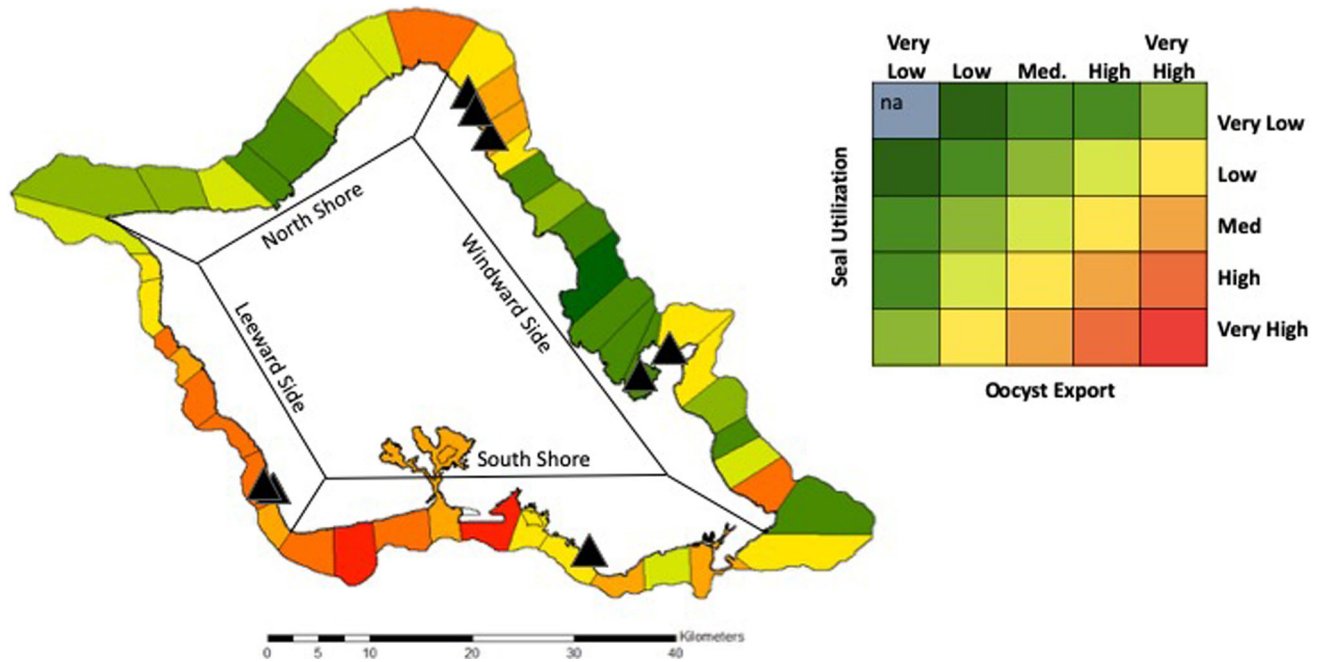 Very Very
Low Low Med. High High
na
Very Low
Low
Med
High
Very High
Seal Utilization
Oocyst Export
North Shore
Windward Side
Leeward Side
South Shore
Kilometers
0 5 10 20 30 40